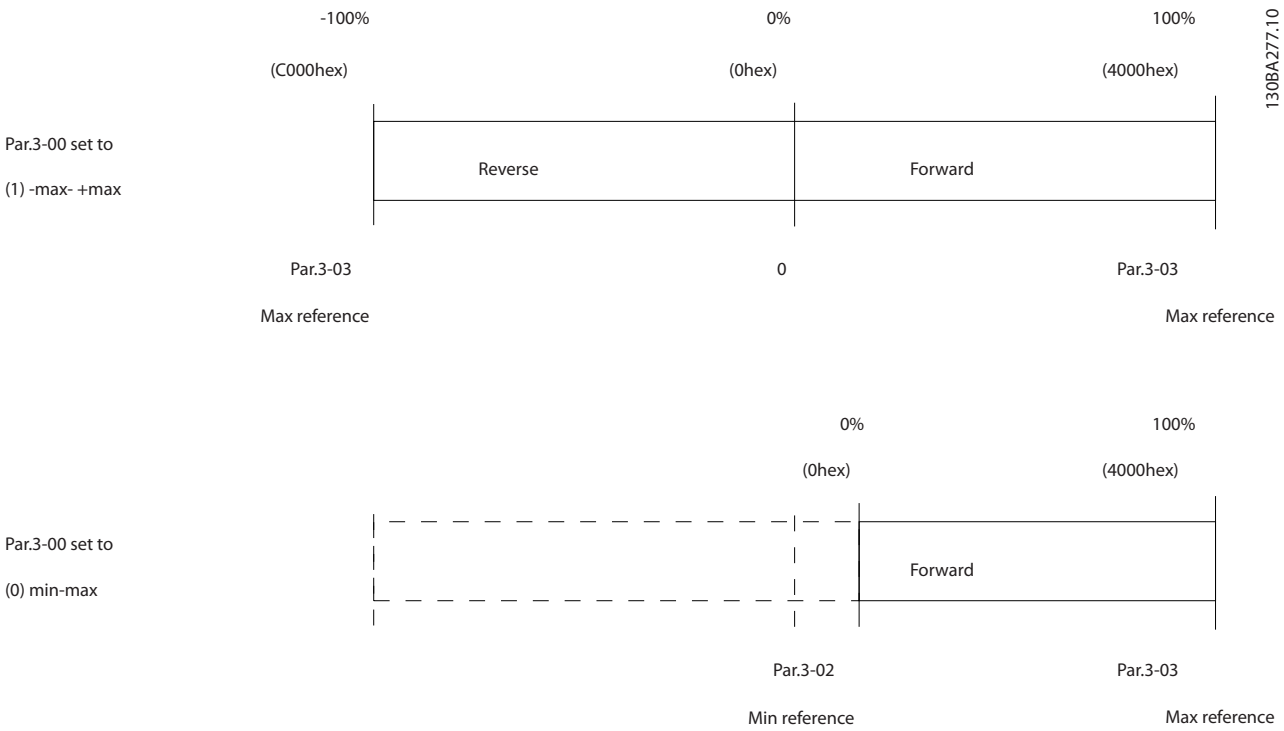 -100%
0%
100%
130BA277.10
(C000hex)
(0hex)
(4000hex)
Par.3-00 set to
(1) -max- +max
Reverse
Forward
Par.3-03
0
Par.3-03
Max reference
Max reference
0%
100%
(0hex)
(4000hex)
Par.3-00 set to
(0) min-max
Forward
Par.3-02
Par.3-03
Min reference
Max reference